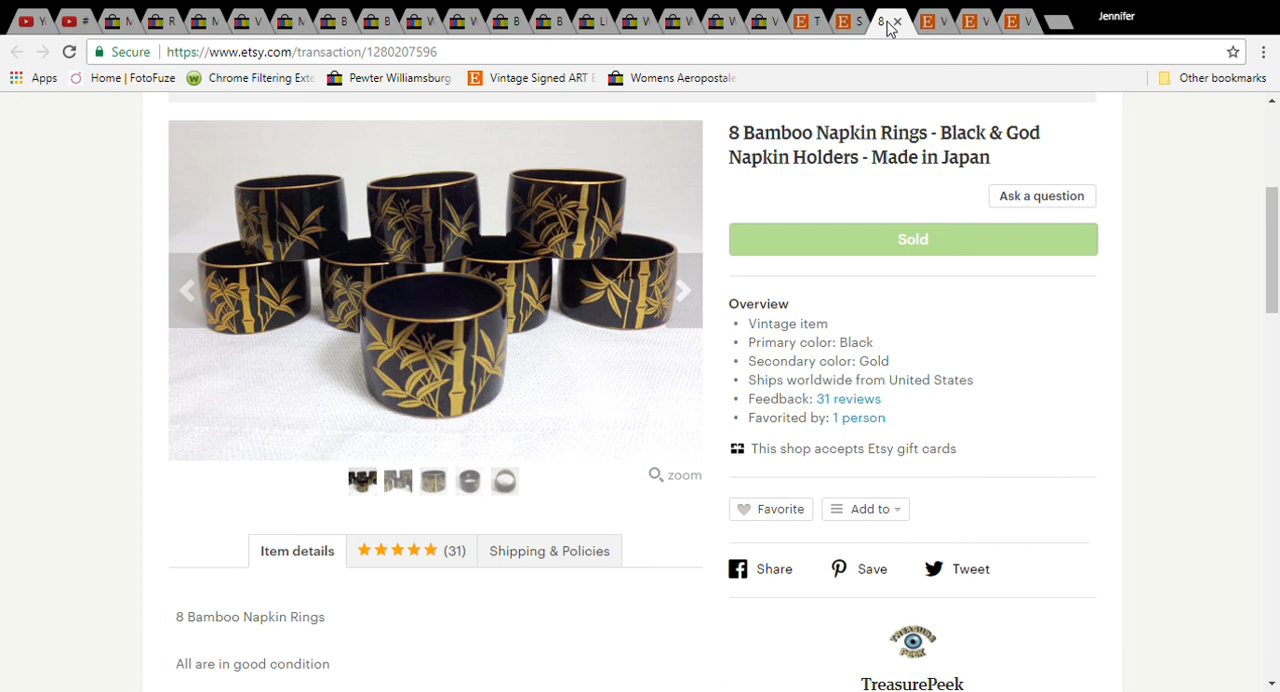 Jennifer
Secure https://www.etsy.com/transaction/1280207596
Apps Home | FotoFuze Chrome Filtering Exte Pewter Williamsburg Vintage Signed ART Womens Aeropostale Other bookmarks
8 Bamboo Napkin Rings - Black & God
Napkin Holders - Made in Japan
Ask a question
Sold
Overview
• Vintage item
• Primary color: Black
• Secondary color: Gold
• Ships worldwide from United States
• Feedback: 31 reviews
• Favorited by: 1 person
This shop accepts Etsy gift cards
zoom
Favorite Add to
Item details (31) Shipping & Policies
Share Save Tweet
8 Bamboo Napkin Rings
All are in good condition
TREASURE
PEEK
TreasurePeek